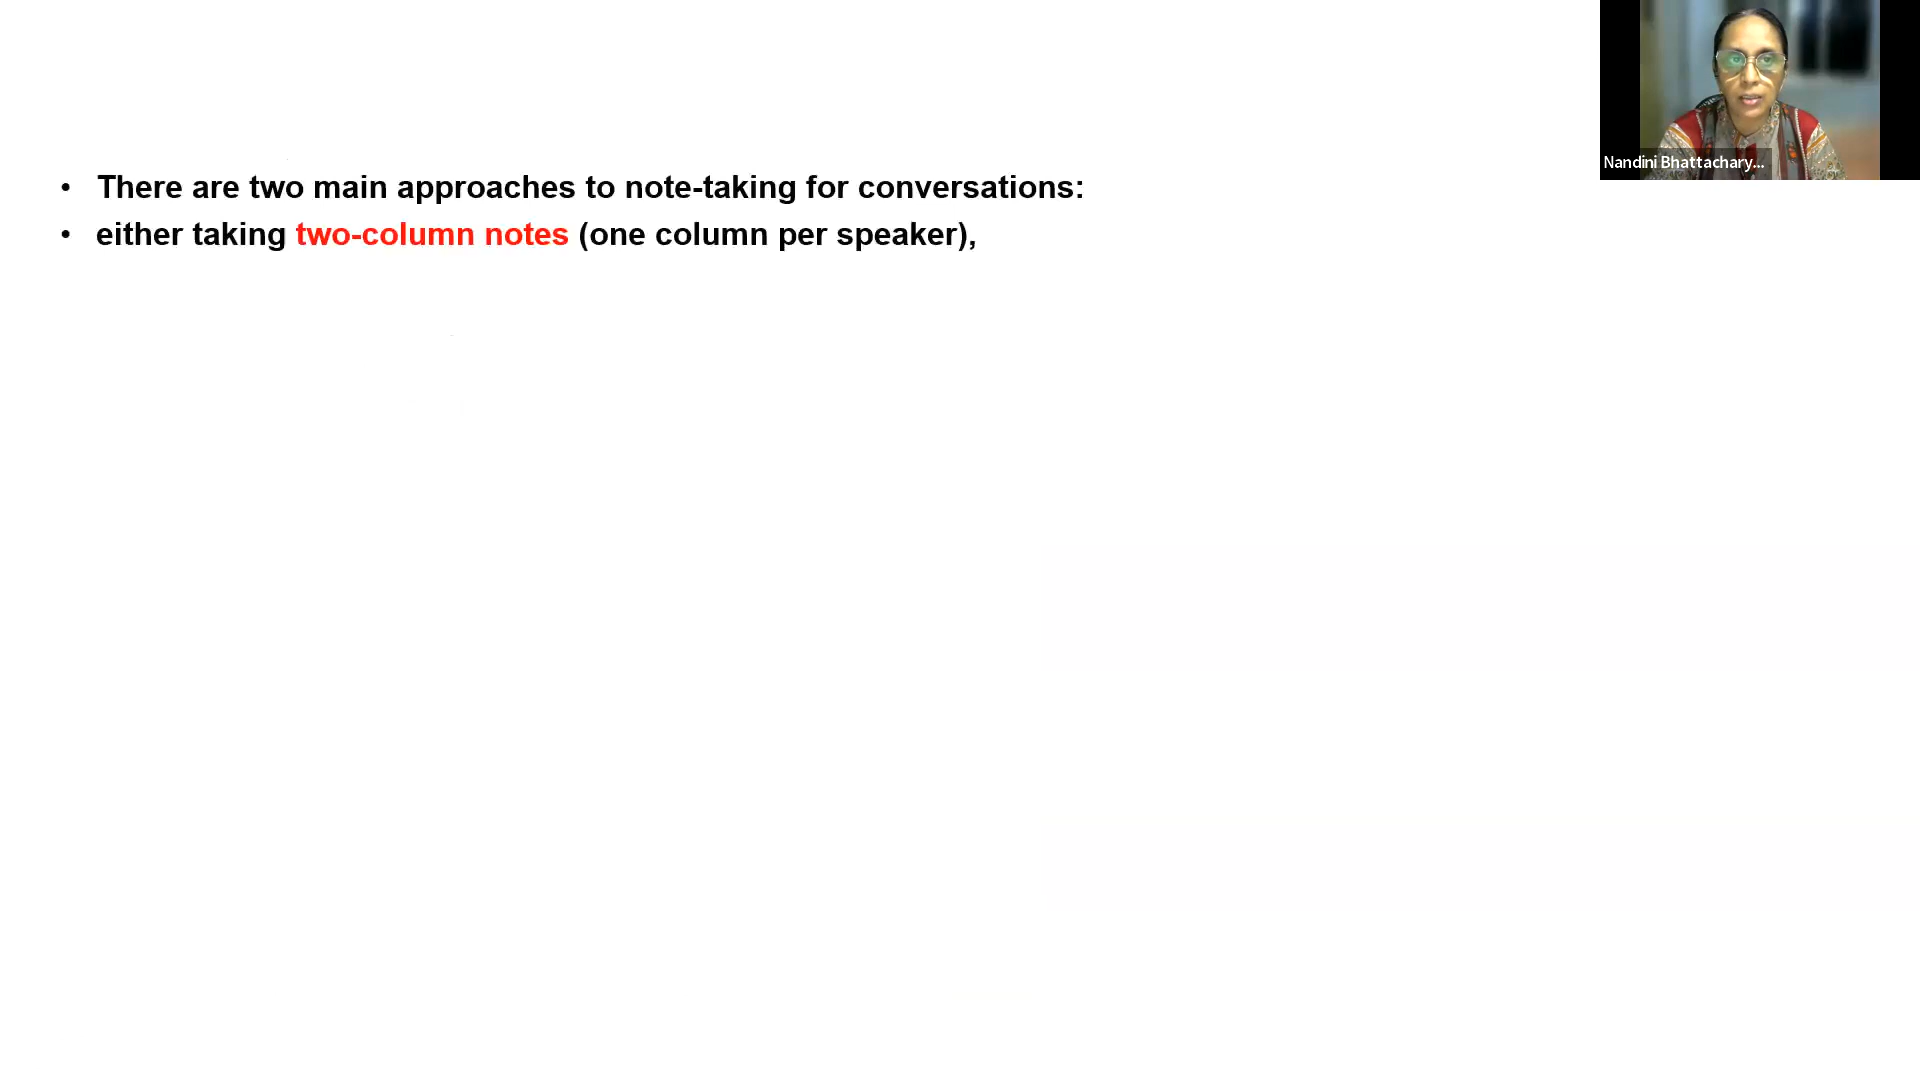 • There are two main approaches to note-taking for conversations:
• either taking two-column notes (one column per speaker),
Nandini Bhattachary...